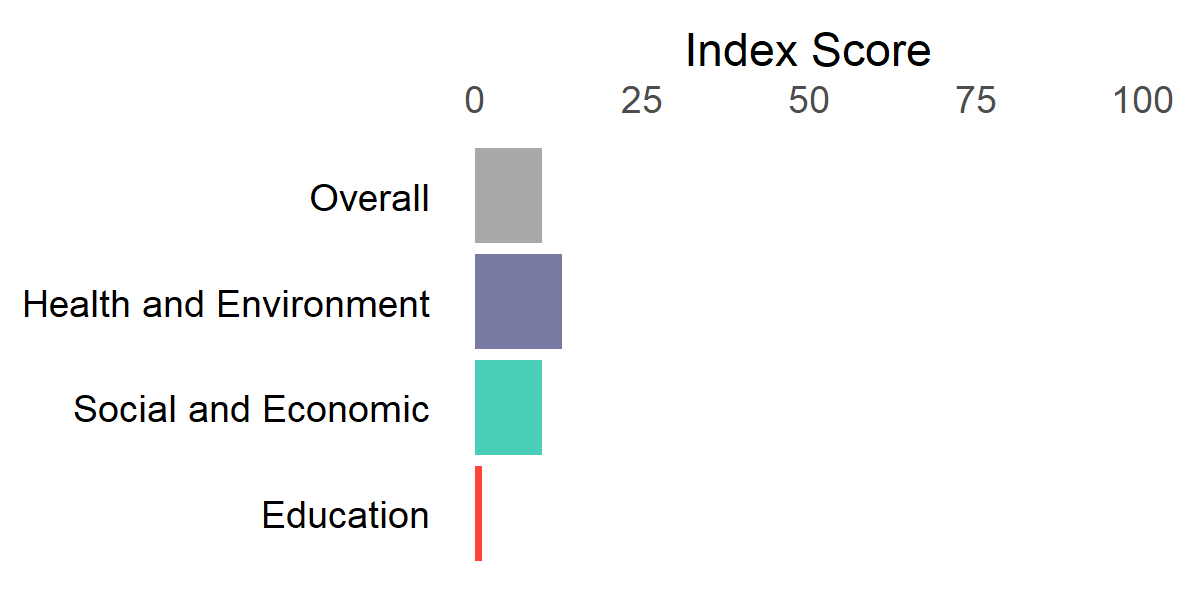 Index Score
0 25 50 75 100
Overall
Health and Environment
Social and Economic
Education